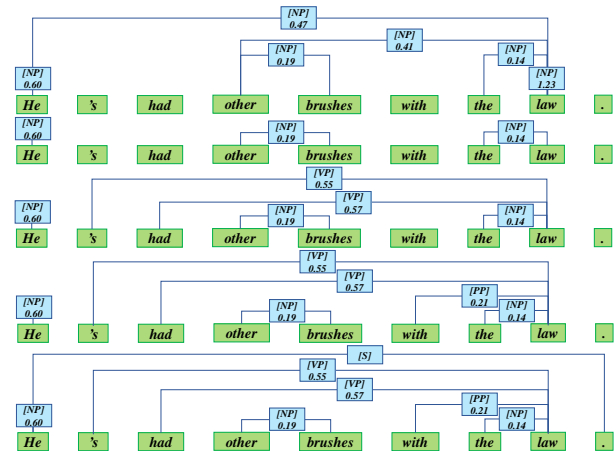 [NP]
0.47
[NP]
0.41
[NP]
0.19
[NP]
0.14
[NP]
0.60
[NP]
1.23
He 's had other brushes with the law .
[NP]
0.60
[NP]
0.19
[NP]
0.14
He 's had other brushes with the law .
[VP]
0.55
[VP]
0.57
[NP]
0.60
[NP]
0.19
[NP]
0.14
He 's had other brushes with the law .
[VP]
0.55
[VP]
0.57
[PP]
0.21
[NP]
0.60
[NP]
0.19
[NP]
0.14
He 's had other brushes with the law .
[S]
[VP]
0.55
[VP]
0.57
[PP]
0.21
[NP]
0.60
[NP]
0.19
[NP]
0.14
He 's had other brushes with the law .